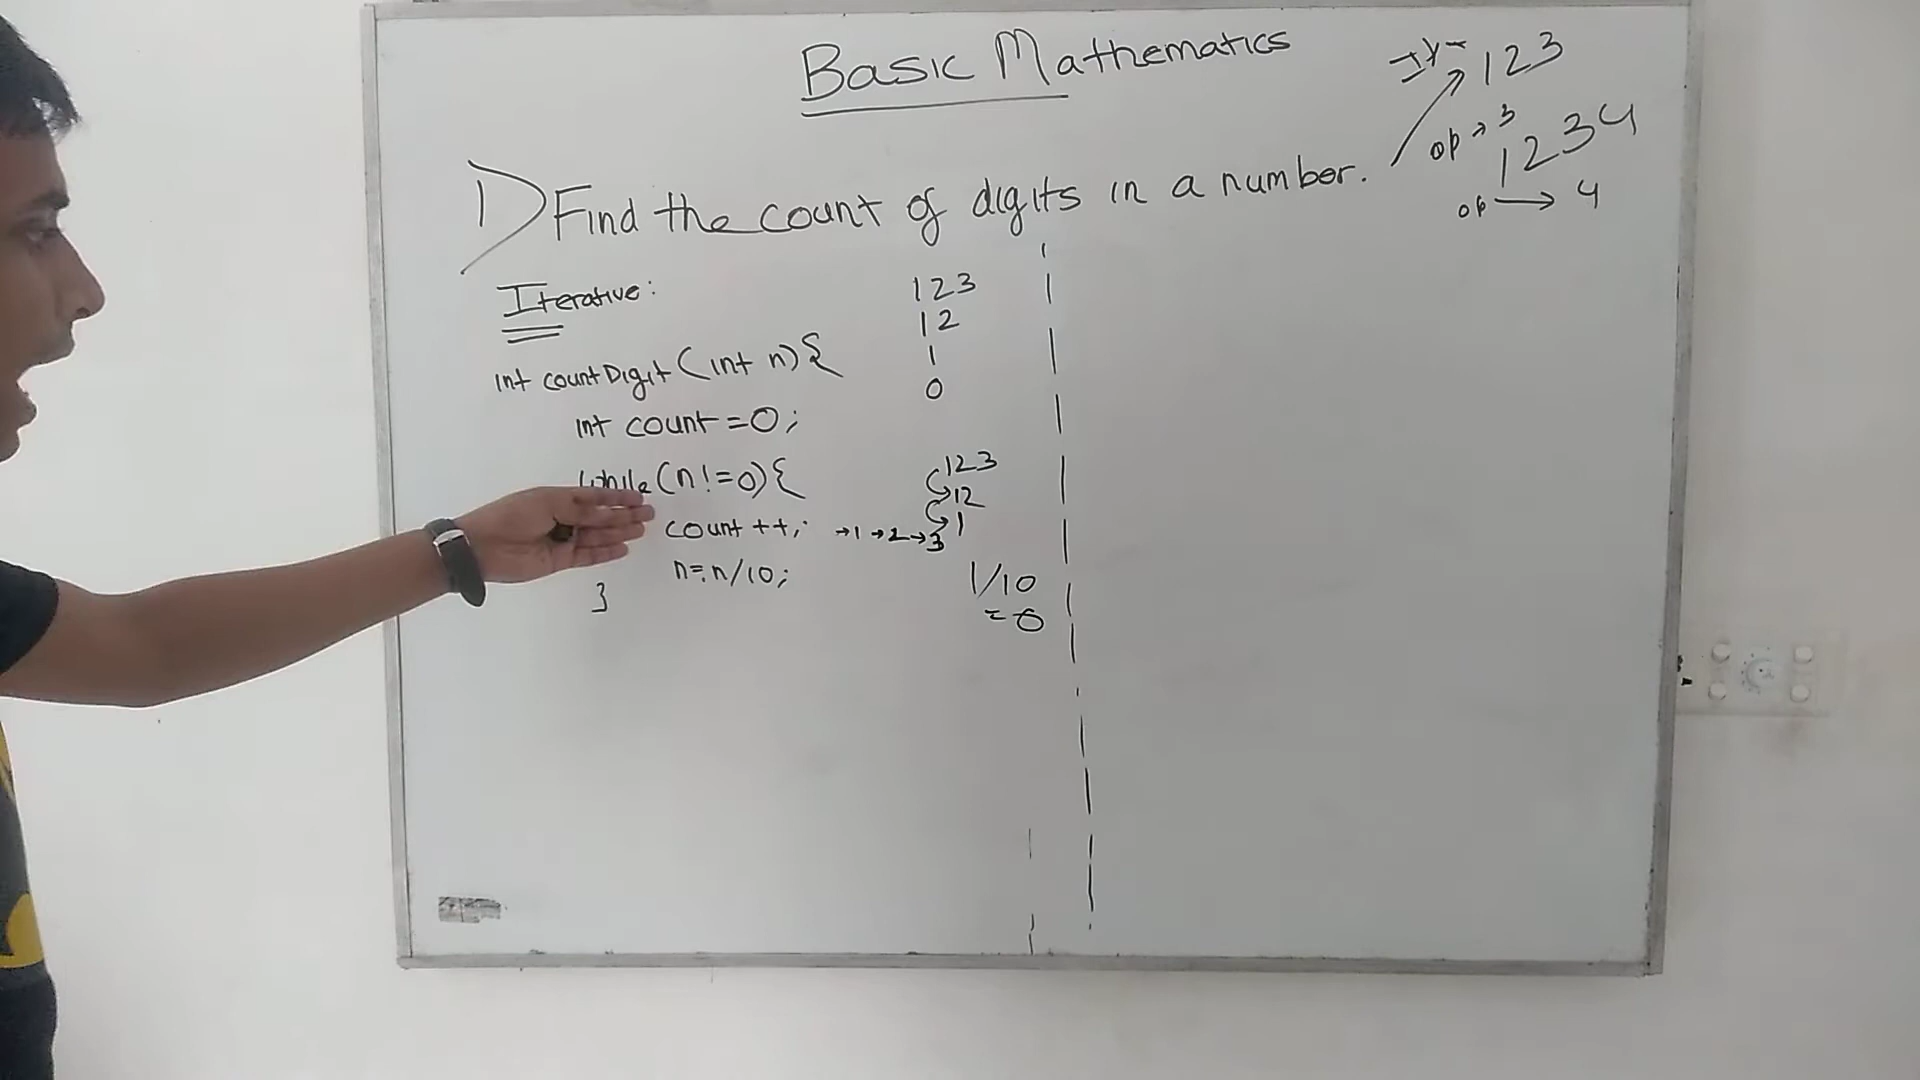 Basic Mathematics
123
op → 3
1234
op → 4
1) Find the count of digits in a number.
Iterative:
int countDigit(int n){
int count=0;
while(n!=0){
count++;
n=n/10;
}
123
12
1
0
123
12
1
→1→2→3
1/10
=0